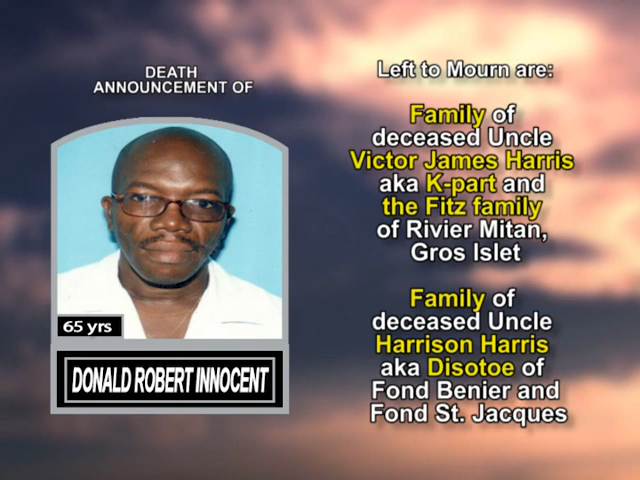 DEATH
ANNOUNCEMENT OF
65 yrs
DONALD ROBERT INNOCENT
Left to Mourn are:
Family of
deceased Uncle
Victor James Harris
aka K-part and
the Fitz family
of Rivier Mitan,
Gros Islet
Family of
deceased Uncle
Harrison Harris
aka Disotoe of
Fond Benier and
Fond St. Jacques